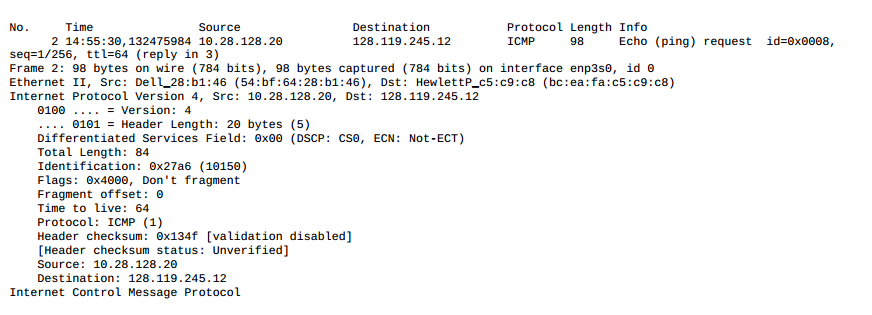 No. Time Source Destination Protocol Length Info
2 14:55:30,132475984 10.28.128.20 128.119.245.12 ICMP 98 Echo (ping) request id=0x0008,
seq=1/256, ttl=64 (reply in 3)
Frame 2: 98 bytes on wire (784 bits), 98 bytes captured (784 bits) on interface enp3s0, id 0
Ethernet II, Src: Dell_28:b1:46 (54:bf:64:28:b1:46), Dst: HewlettP_c5:c9:c8 (bc:ea:fa:c5:c9:c8)
Internet Protocol Version 4, Src: 10.28.128.20, Dst: 128.119.245.12
0100 .... = Version: 4
.... 0101 = Header Length: 20 bytes (5)
Differentiated Services Field: 0x00 (DSCP: CS0, ECN: Not-ECT)
Total Length: 84
Identification: 0x27a6 (10150)
Flags: 0x4000, Don't fragment
Fragment offset: 0
Time to live: 64
Protocol: ICMP (1)
Header checksum: 0x134f [validation disabled]
[Header checksum status: Unverified]
Source: 10.28.128.20
Destination: 128.119.245.12
Internet Control Message Protocol